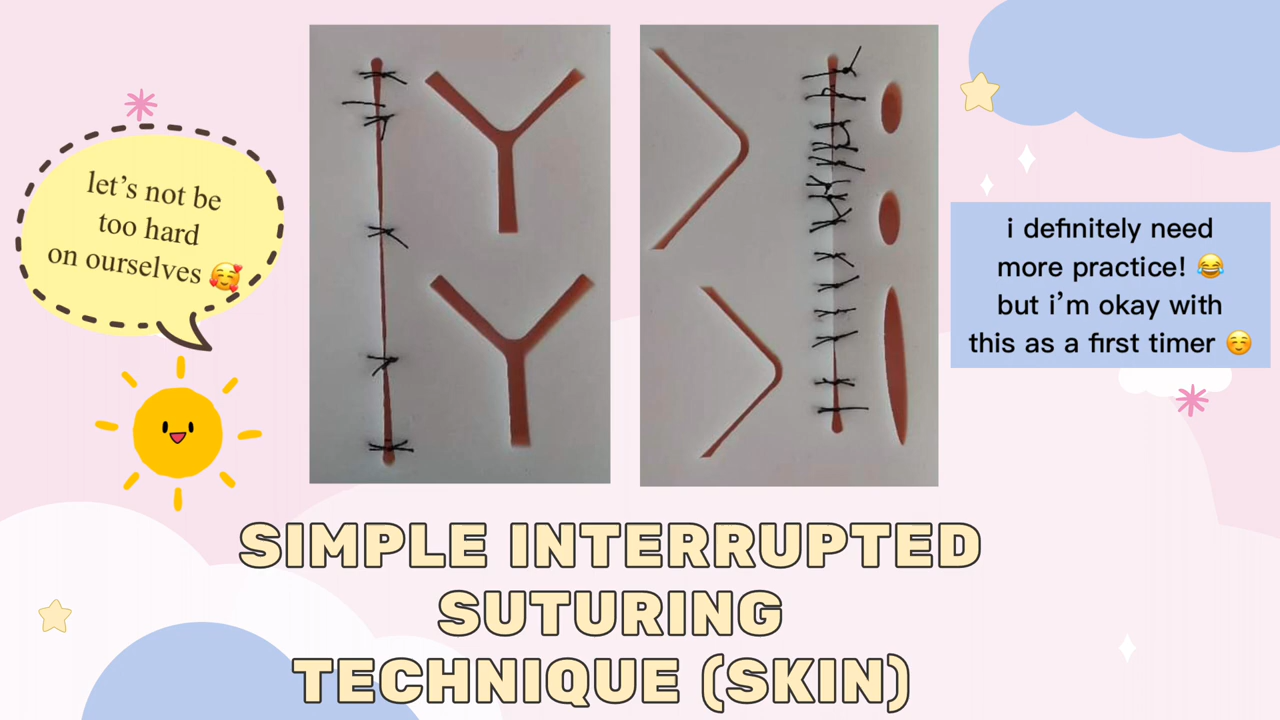 let's not be
too hard
on ourselves 🥰
i definitely need
more practice! 😂
but i'm okay with
this as a first timer ☺️
SIMPLE INTERRUPTED
SUTURING
TECHNIQUE (SKIN)